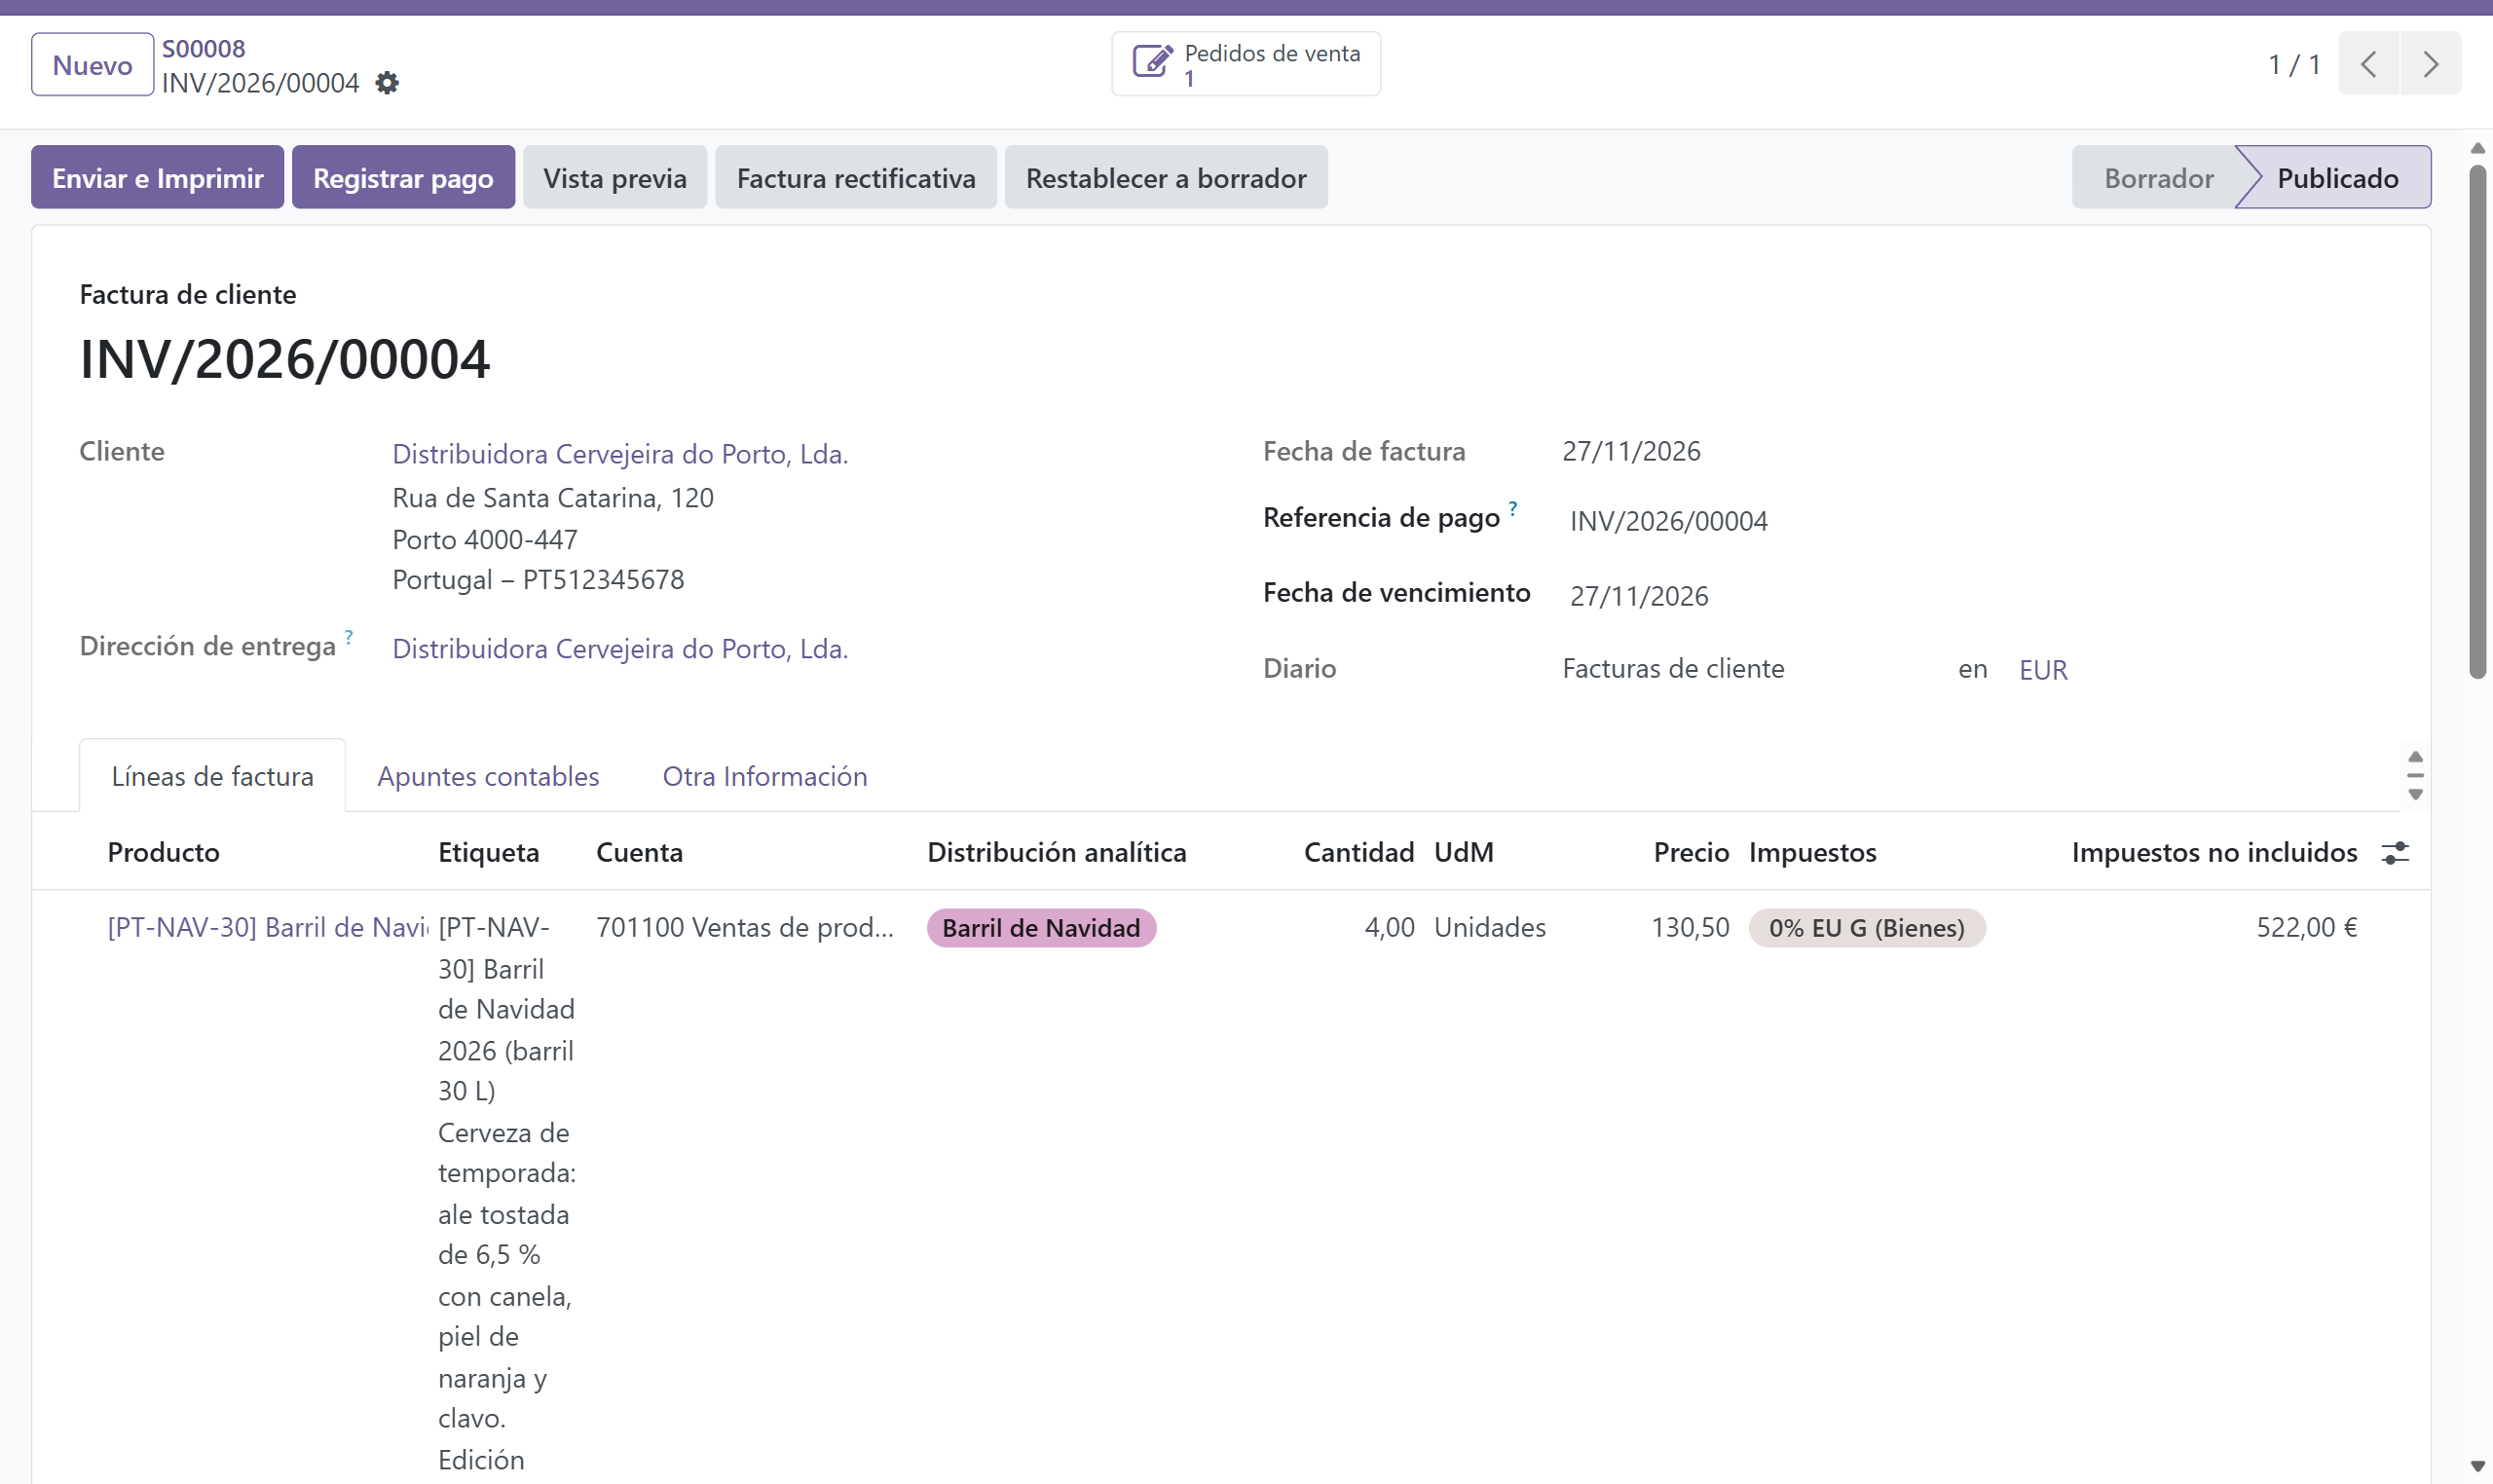 Nuevo
S00008
INV/2026/00004
Pedidos de venta
1
1 / 1
Enviar e Imprimir
Registrar pago
Vista previa
Factura rectificativa
Restablecer a borrador
Borrador
Publicado
Factura de cliente
INV/2026/00004
Cliente
Distribuidora Cervejeira do Porto, Lda.
Rua de Santa Catarina, 120
Porto 4000-447
Portugal – PT512345678
Dirección de entrega ?
Distribuidora Cervejeira do Porto, Lda.
Fecha de factura
27/11/2026
Referencia de pago ?
INV/2026/00004
Fecha de vencimiento
27/11/2026
Diario
Facturas de cliente
en
EUR
Líneas de factura
Apuntes contables
Otra Información
Producto
Etiqueta
Cuenta
Distribución analítica
Cantidad
UdM
Precio
Impuestos
Impuestos no incluidos
[PT-NAV-30] Barril de Navi
[PT-NAV-
30] Barril
de Navidad
2026 (barril
30 L)
Cerveza de
temporada:
ale tostada
de 6,5 %
con canela,
piel de
naranja y
clavo.
Edición
701100 Ventas de prod...
Barril de Navidad
4,00
Unidades
130,50
0% EU G (Bienes)
522,00 €